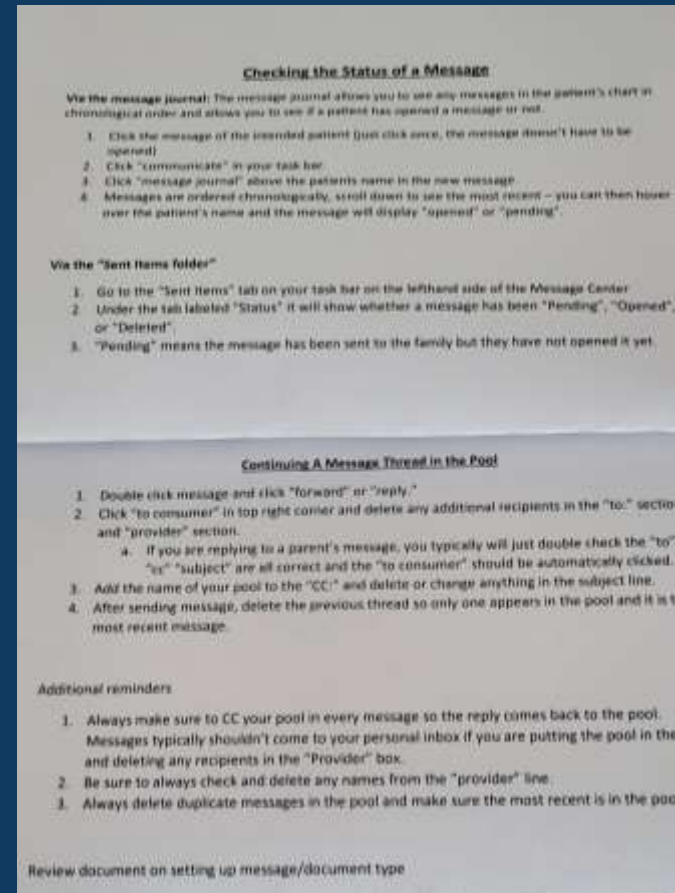 Checking the Status of a Message
Via the message journal: The message journal allows you to see any messages in the patient's chart in
chronological order and allows you to see if a patient has opened a message or not.
1. Click the message of the intended patient (just click once, the message doesn't have to be
opened)
2. Click "communicate" in your task bar.
3. Click "message journal" above the patients name in the new message
4. Messages are ordered chronologically, scroll down to see the most recent – you can then hover
over the patient's name and the message will display "opened" or "pending".
Via the "Sent Items folder"
1. Go to the "Sent Items" tab on your task bar on the lefthand side of the Message Center
2. Under the tab labeled "Status" it will show whether a message has been "Pending", "Opened",
or "Deleted".
3. "Pending" means the message has been sent to the family but they have not opened it yet.
Continuing A Message Thread in the Pool
1. Double click message and click "forward" or "reply."
2. Click "to consumer" in top right corner and delete any additional recipients in the "to:" sectio
and "provider" section.
a. If you are replying to a parent's message, you typically will just double check the "to"
"cc" "subject" are all correct and the "to consumer" should be automatically clicked.
3. Add the name of your pool to the "CC:" and delete or change anything in the subject line.
4. After sending message, delete the previous thread so only one appears in the pool and it is t
most recent message.
Additional reminders
1. Always make sure to CC your pool in every message so the reply comes back to the pool.
Messages typically shouldn't come to your personal inbox if you are putting the pool in the
and deleting any recipients in the "Provider" box.
2. Be sure to always check and delete any names from the "provider" line.
3. Always delete duplicate messages in the pool and make sure the most recent is in the poo
Review document on setting up message/document type